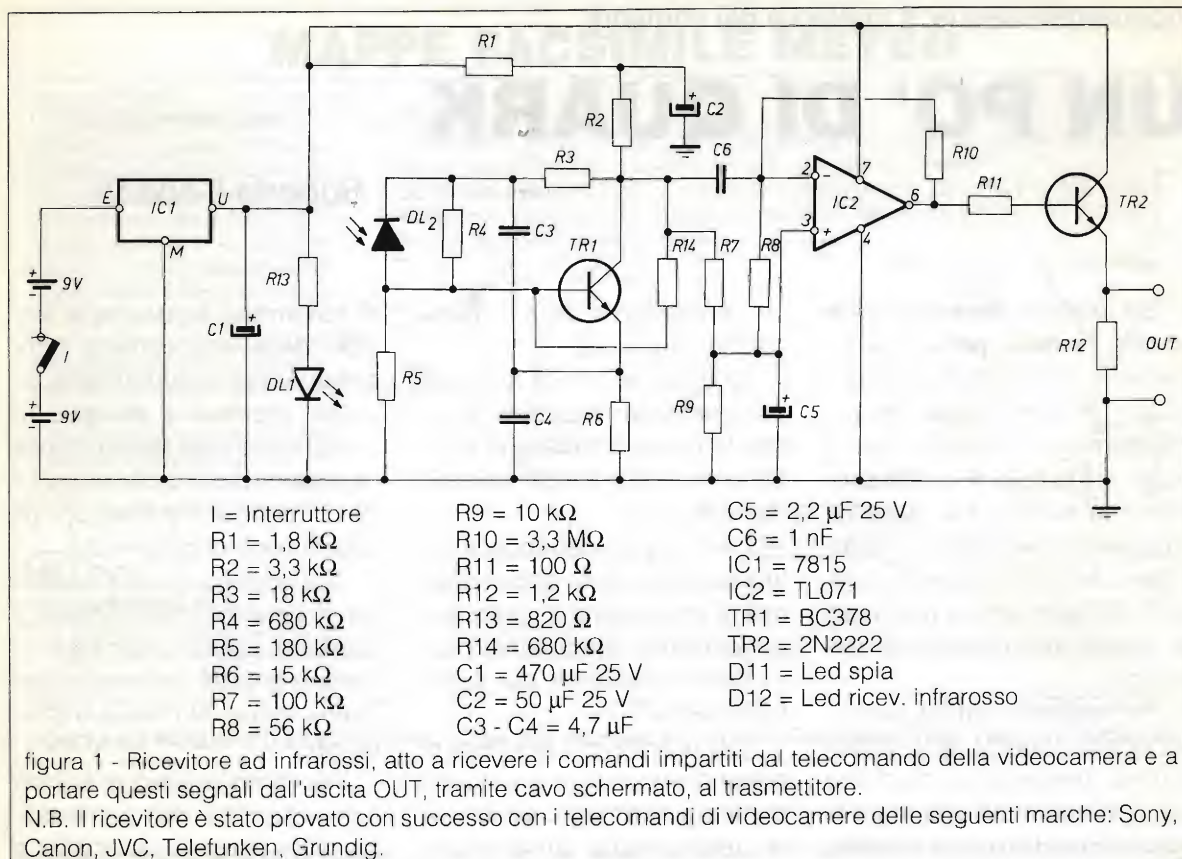 UN PO' DI QUARK
R1
R2
C2
R3
C6
R10
IC2
R11
TR2
E
IC1
U
M
DL2
R4
C3
TR1
R14
R7
R8
2
-
3
+
7
6
4
9V
R13
C1
DL1
R5
C4
R6
R9
C5
R12
OUT
I
9V
I = Interruttore
R1 = 1,8 kΩ
R2 = 3,3 kΩ
R3 = 18 kΩ
R4 = 680 kΩ
R5 = 180 kΩ
R6 = 15 kΩ
R7 = 100 kΩ
R8 = 56 kΩ
R9 = 10 kΩ
R10 = 3,3 MΩ
R11 = 100 Ω
R12 = 1,2 kΩ
R13 = 820 Ω
R14 = 680 kΩ
C1 = 470 µF 25 V
C2 = 50 µF 25 V
C3 - C4 = 4,7 µF
C5 = 2,2 µF 25 V
C6 = 1 nF
IC1 = 7815
IC2 = TL071
TR1 = BC378
TR2 = 2N2222
D11 = Led spia
D12 = Led ricev. infrarosso
figura 1 - Ricevitore ad infrarossi, atto a ricevere i comandi impartiti dal telecomando della videocamera e a
portare questi segnali dall'uscita OUT, tramite cavo schermato, al trasmettitore.
N.B. Il ricevitore è stato provato con successo con i telecomandi di videocamere delle seguenti marche: Sony,
Canon, JVC, Telefunken, Grundig.